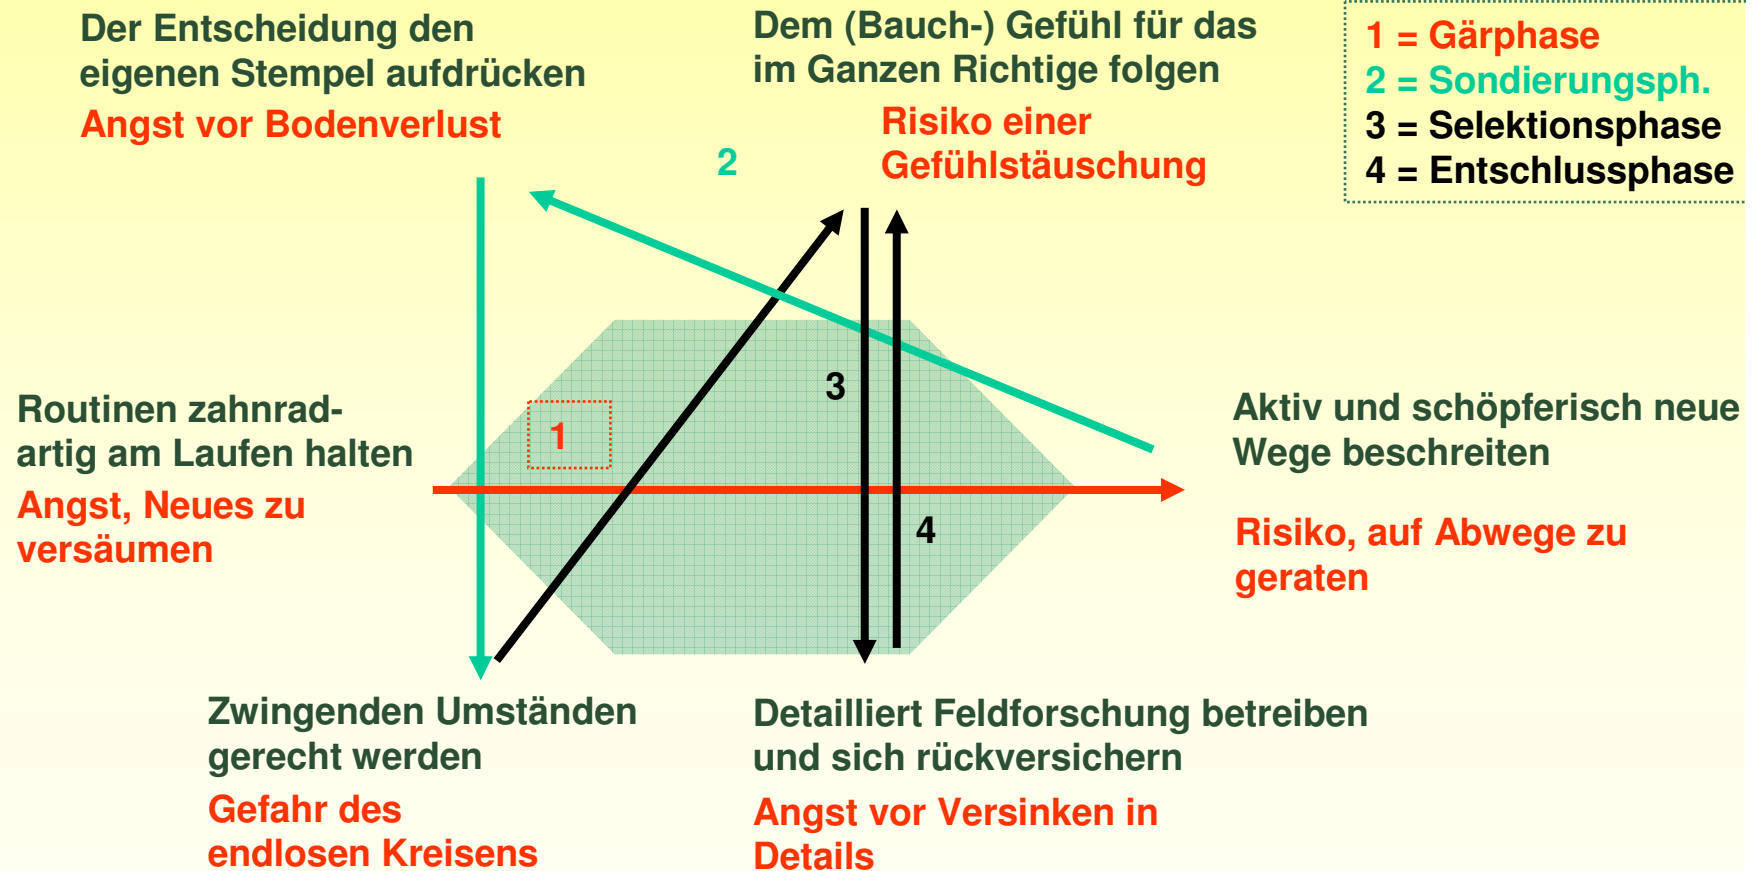 Der Entscheidung den
eigenen Stempel aufdrücken
Angst vor Bodenverlust
Dem (Bauch-) Gefühl für das
im Ganzen Richtige folgen
Risiko einer
Gefühlstäuschung
1 = Gärphase
2 = Sondierungsph.
3 = Selektionsphase
4 = Entschlussphase
2
3
1
4
Routinen zahnrad-
artig am Laufen halten
Angst, Neues zu
versäumen
Aktiv und schöpferisch neue
Wege beschreiten
Risiko, auf Abwege zu
geraten
Zwingenden Umständen
gerecht werden
Gefahr des
endlosen Kreisens
Detailliert Feldforschung betreiben
und sich rückversichern
Angst vor Versinken in
Details